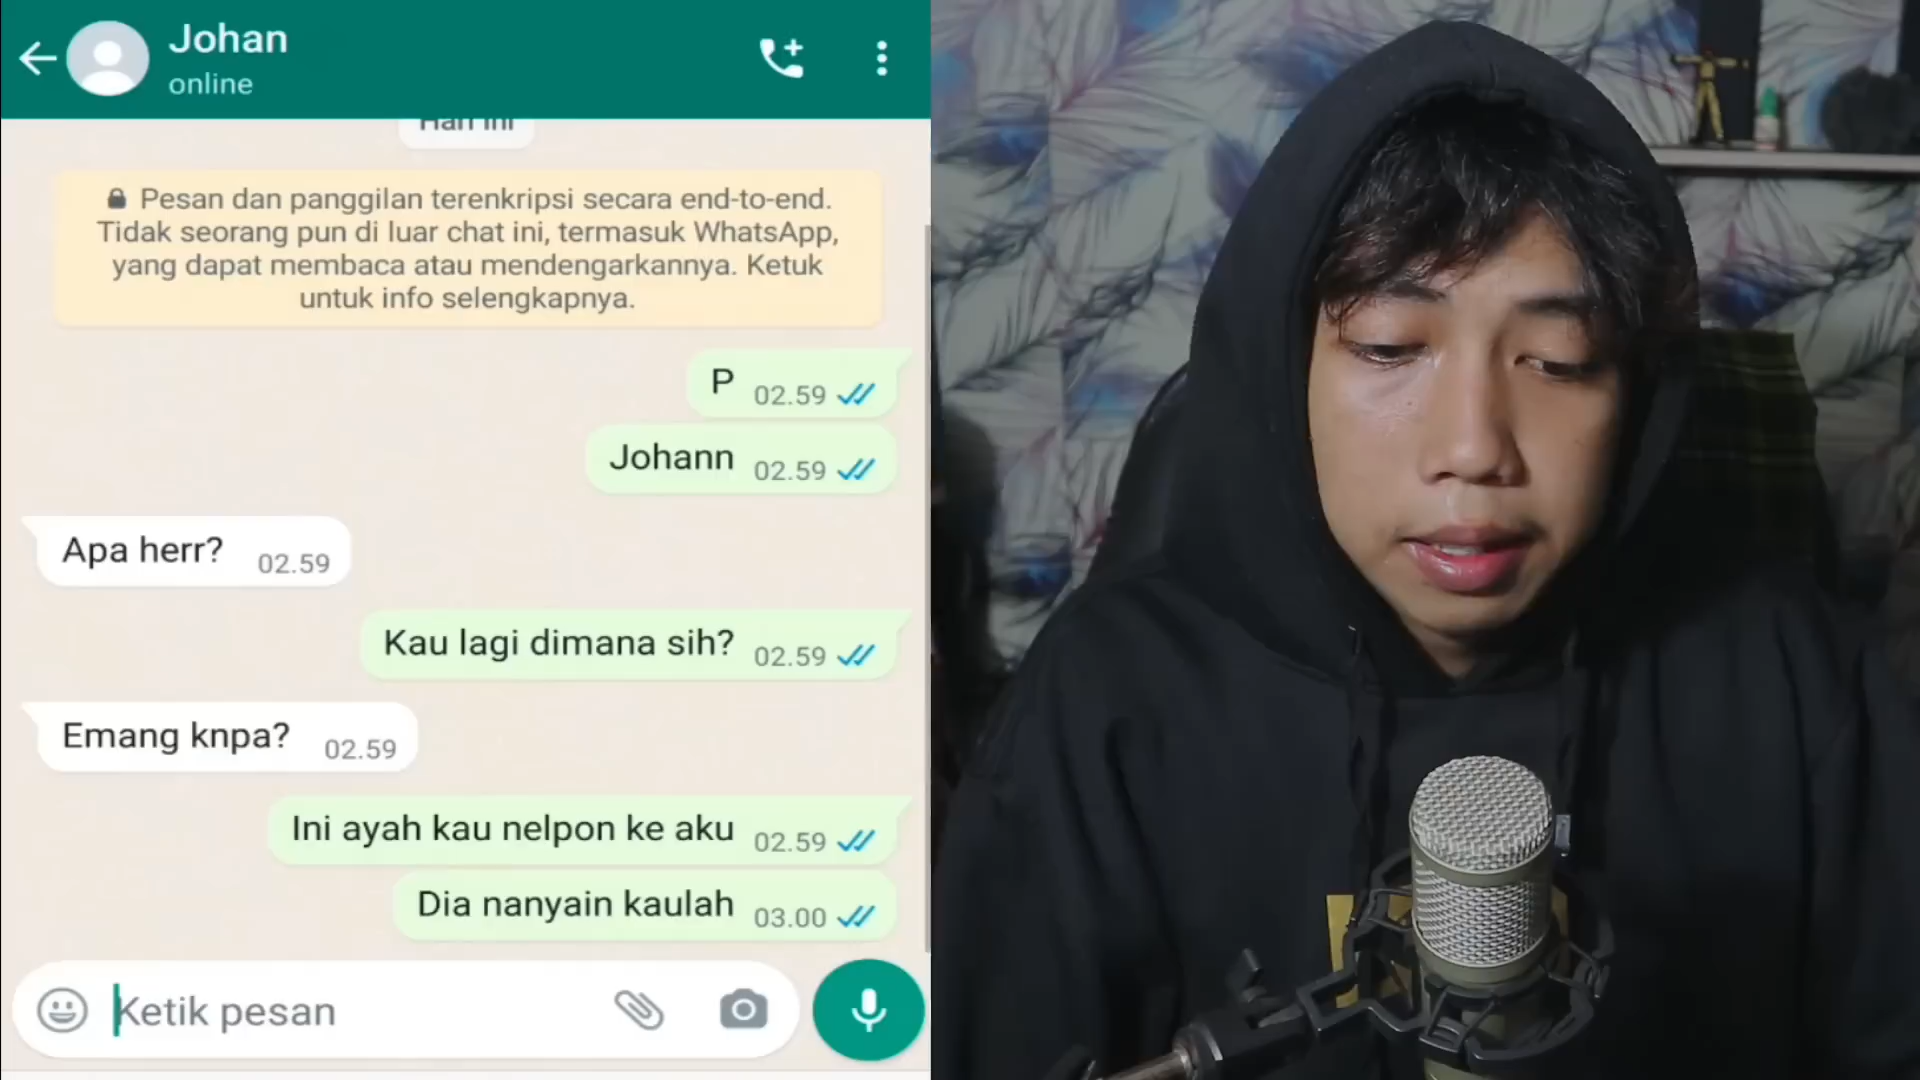 Johan
online
Hari ini
Pesan dan panggilan terenkripsi secara end-to-end.
Tidak seorang pun di luar chat ini, termasuk WhatsApp,
yang dapat membaca atau mendengarkannya. Ketuk
untuk info selengkapnya.
P 02.59
Johann 02.59
Apa herr? 02.59
Kau lagi dimana sih? 02.59
Emang knpa? 02.59
Ini ayah kau nelpon ke aku 02.59
Dia nanyain kaulah 03.00
Ketik pesan